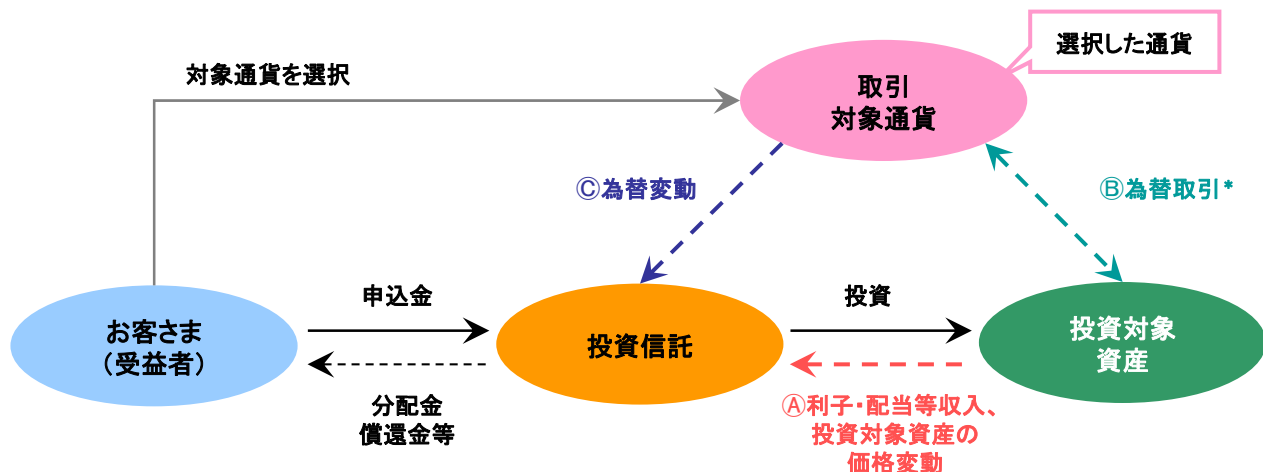 選択した通貨
対象通貨を選択
取引
対象通貨
Ⓒ為替変動
Ⓑ為替取引*
申込金
投資
お客さま
（受益者）
投資信託
投資対象
資産
分配金
償還金等
Ⓐ利子・配当等収入、
投資対象資産の
価格変動